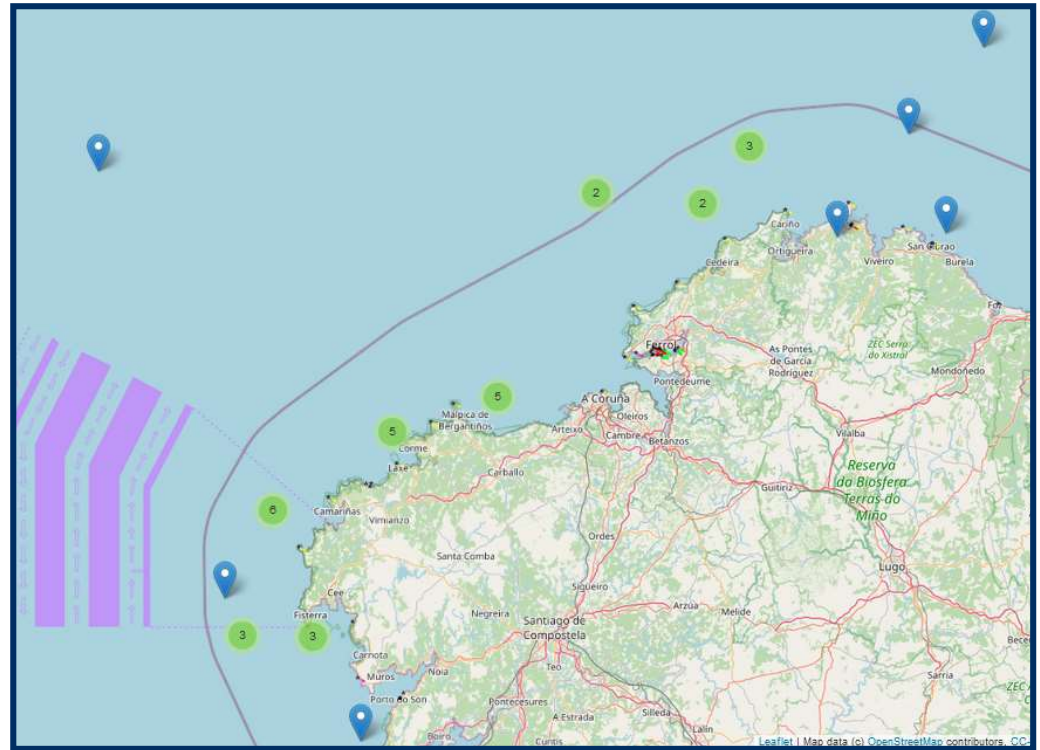 3
2
2
Cariño
Ortigueira
San Ciurao
Viveiro
Burela
Cedeira
Ferrol
As Pontes
de García
Rodríguez
ZEC Serra
do Xistral
Mondoñedo
Pontedeume
5
A Coruña
Malpica de
Bergantiños
Oleiros
5
Arteixo
Cambre
Betanzos
Vilalba
Corme
Laxe
Carballo
Reserva
da Biosfera
Terras do
Miño
Guitiriz
6
Camariñas
Vimianzo
Ordes
Santa Comba
Lugo
Cee
Sigüeiro
Fisterra
Negreira
Arzúa
Melide
3
3
Santiago de
Compostela
Carnota
Teo
Muros
Noia
Sarria
Porto do Son
Pontecesures
A Estrada
Silleda
Boiro
Cuntis
Lalín
Leaflet | Map data (c) OpenStreetMap contributors, CC-